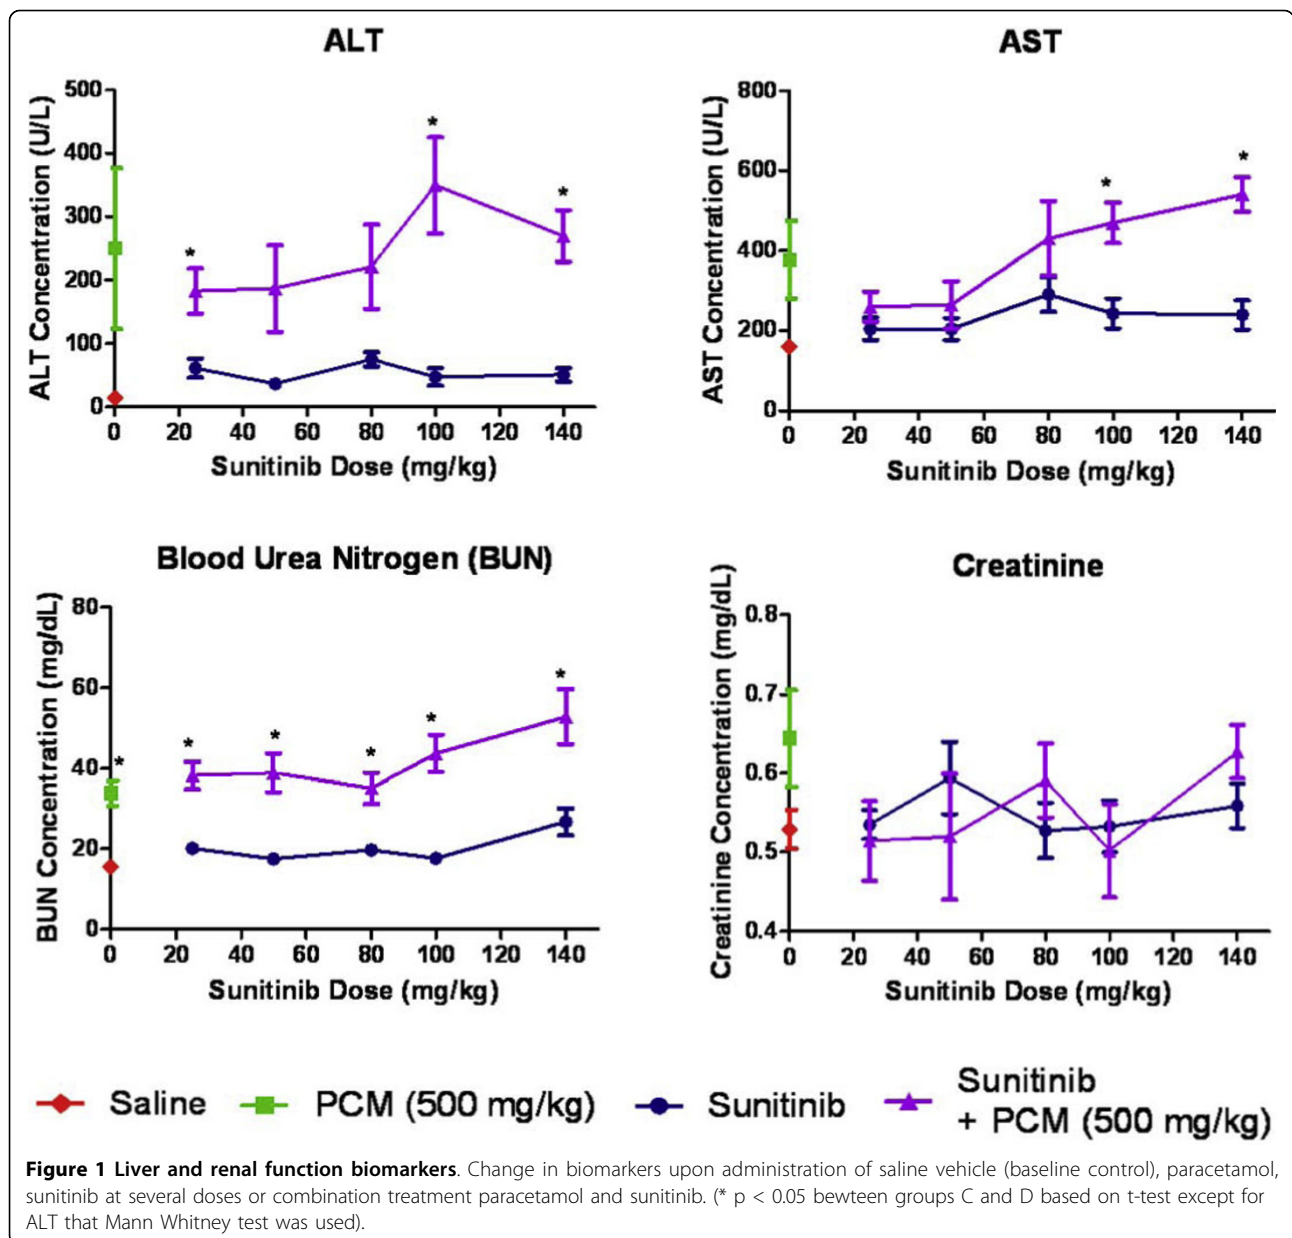 ALT
500
400
300
200
100
0
ALT Concentration (U/L)
*
*
*
0 20 40 60 80 100 120 140
Sunitinib Dose (mg/kg)
AST
800
600
400
200
0
AST Concentration (U/L)
*
*
0 20 40 60 80 100 120 140
Sunitinib Dose (mg/kg)
Blood Urea Nitrogen (BUN)
80
60
40
20
0
BUN Concentration (mg/dL)
*
*
*
*
*
*
0 20 40 60 80 100 120 140
Sunitinib Dose (mg/kg)
Creatinine
0.8
0.7
0.6
0.5
0.4
Creatinine Concentration (mg/dL)
0 20 40 60 80 100 120 140
Sunitinib Dose (mg/kg)
Saline
PCM (500 mg/kg)
Sunitinib
Sunitinib
+ PCM (500 mg/kg)
Figure 1 Liver and renal function biomarkers. Change in biomarkers upon administration of saline vehicle (baseline control), paracetamol,
sunitinib at several doses or combination treatment paracetamol and sunitinib. (* p < 0.05 bewteen groups C and D based on t-test except for
ALT that Mann Whitney test was used).